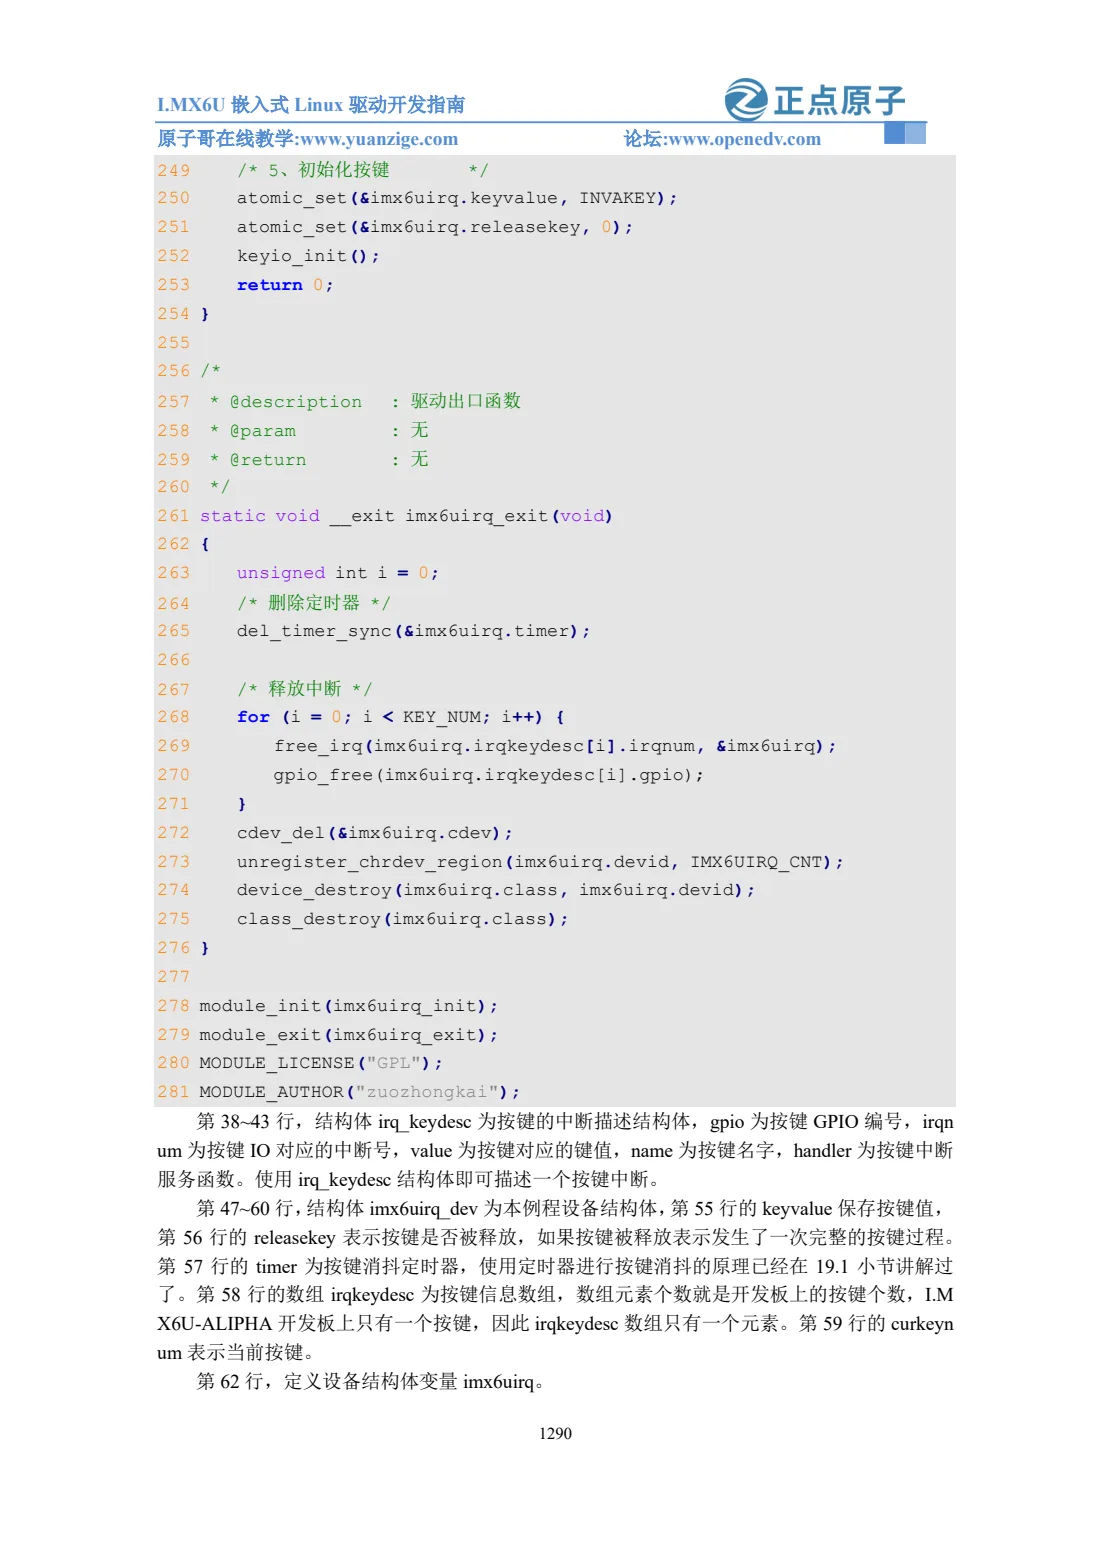 I.MX6U 嵌入式 Linux 驱动开发指南
正点原子
原子哥在线教学:www.yuanzige.com 论坛:www.openedv.com
249 /* 5、初始化按键 */
250 atomic_set(&imx6uirq.keyvalue, INVAKEY);
251 atomic_set(&imx6uirq.releasekey, 0);
252 keyio_init();
253 return 0;
254 }
255
256 /*
257 * @description : 驱动出口函数
258 * @param : 无
259 * @return : 无
260 */
261 static void __exit imx6uirq_exit(void)
262 {
263 unsigned int i = 0;
264 /* 删除定时器 */
265 del_timer_sync(&imx6uirq.timer);
266
267 /* 释放中断 */
268 for (i = 0; i < KEY_NUM; i++) {
269 free_irq(imx6uirq.irqkeydesc[i].irqnum, &imx6uirq);
270 gpio_free(imx6uirq.irqkeydesc[i].gpio);
271 }
272 cdev_del(&imx6uirq.cdev);
273 unregister_chrdev_region(imx6uirq.devid, IMX6UIRQ_CNT);
274 device_destroy(imx6uirq.class, imx6uirq.devid);
275 class_destroy(imx6uirq.class);
276 }
277
278 module_init(imx6uirq_init);
279 module_exit(imx6uirq_exit);
280 MODULE_LICENSE("GPL");
281 MODULE_AUTHOR("zuozhongkai");
第 38~43 行，结构体 irq_keydesc 为按键的中断描述结构体，gpio 为按键 GPIO 编号，irqn
um 为按键 IO 对应的中断号，value 为按键对应的键值，name 为按键名字，handler 为按键中断
服务函数。使用 irq_keydesc 结构体即可描述一个按键中断。
第 47~60 行，结构体 imx6uirq_dev 为本例程设备结构体，第 55 行的 keyvalue 保存按键值，
第 56 行的 releasekey 表示按键是否被释放，如果按键被释放表示发生了一次完整的按键过程。
第 57 行的 timer 为按键消抖定时器，使用定时器进行按键消抖的原理已经在 19.1 小节讲解过
了。第 58 行的数组 irqkeydesc 为按键信息数组，数组元素个数就是开发板上的按键个数，I.M
X6U-ALIPHA 开发板上只有一个按键，因此 irqkeydesc 数组只有一个元素。第 59 行的 curkeyn
um 表示当前按键。
第 62 行，定义设备结构体变量 imx6uirq。
1290